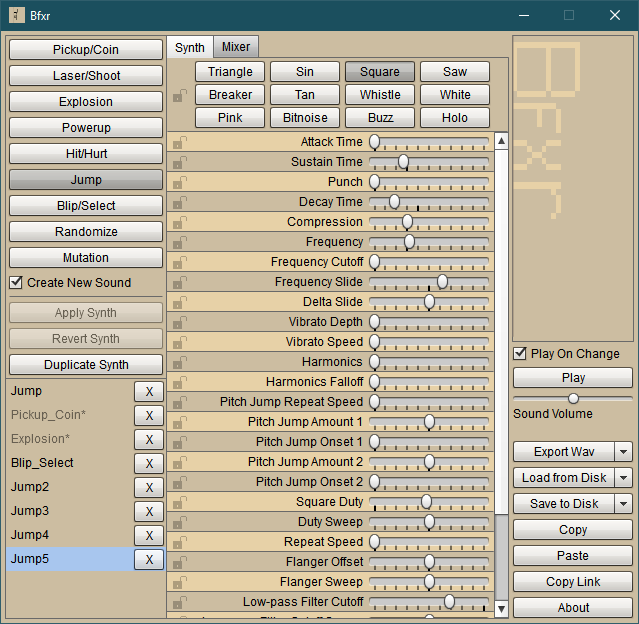 Bfxr
Pickup/Coin
Laser/Shoot
Explosion
Powerup
Hit/Hurt
Jump
Blip/Select
Randomize
Mutation
Create New Sound
Apply Synth
Revert Synth
Duplicate Synth
Jump X
Pickup_Coin* X
Explosion* X
Blip_Select X
Jump2 X
Jump3 X
Jump4 X
Jump5 X
Synth Mixer
Triangle Sin Square Saw
Breaker Tan Whistle White
Pink Bitnoise Buzz Holo
Attack Time
Sustain Time
Punch
Decay Time
Compression
Frequency
Frequency Cutoff
Frequency Slide
Delta Slide
Vibrato Depth
Vibrato Speed
Harmonics
Harmonics Falloff
Pitch Jump Repeat Speed
Pitch Jump Amount 1
Pitch Jump Onset 1
Pitch Jump Amount 2
Pitch Jump Onset 2
Square Duty
Duty Sweep
Repeat Speed
Flanger Offset
Flanger Sweep
Low-pass Filter Cutoff
Play On Change
Play
Sound Volume
Export Wav
Load from Disk
Save to Disk
Copy
Paste
Copy Link
About